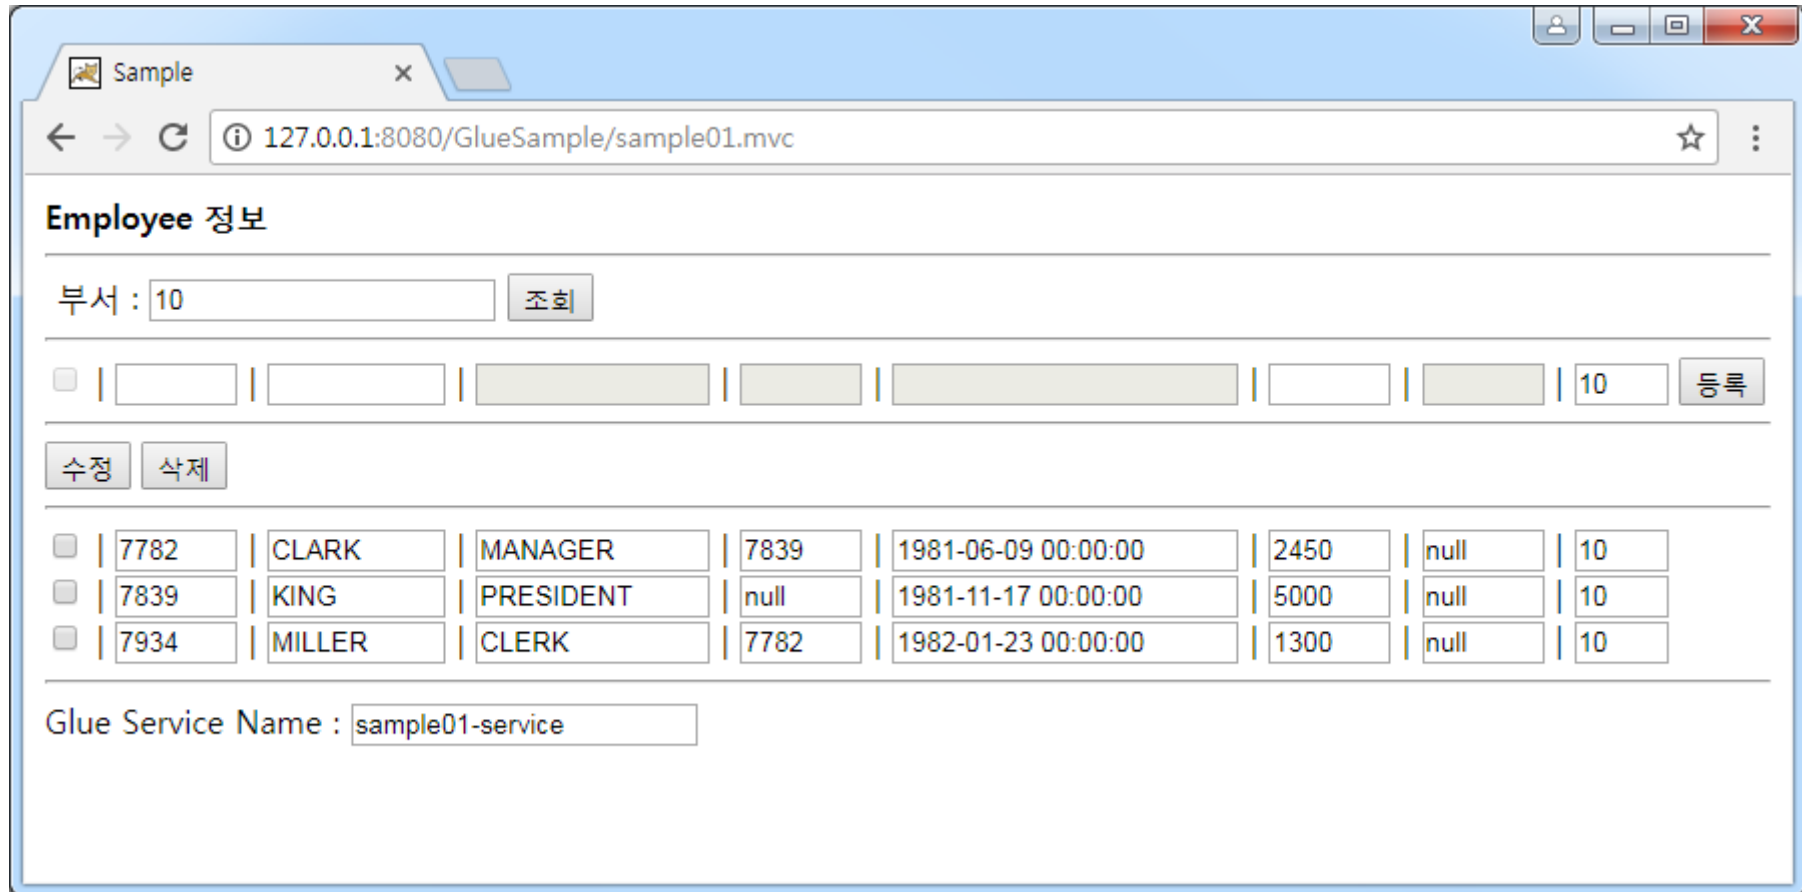 Sample
127.0.0.1:8080/GlueSample/sample01.mvc
Employee 정보
부서 : 10 조회
| | | | | | | | 10 등록
수정 삭제
| 7782 | CLARK | MANAGER | 7839 | 1981-06-09 00:00:00 | 2450 | null | 10
| 7839 | KING | PRESIDENT | null | 1981-11-17 00:00:00 | 5000 | null | 10
| 7934 | MILLER | CLERK | 7782 | 1982-01-23 00:00:00 | 1300 | null | 10
Glue Service Name : sample01-service